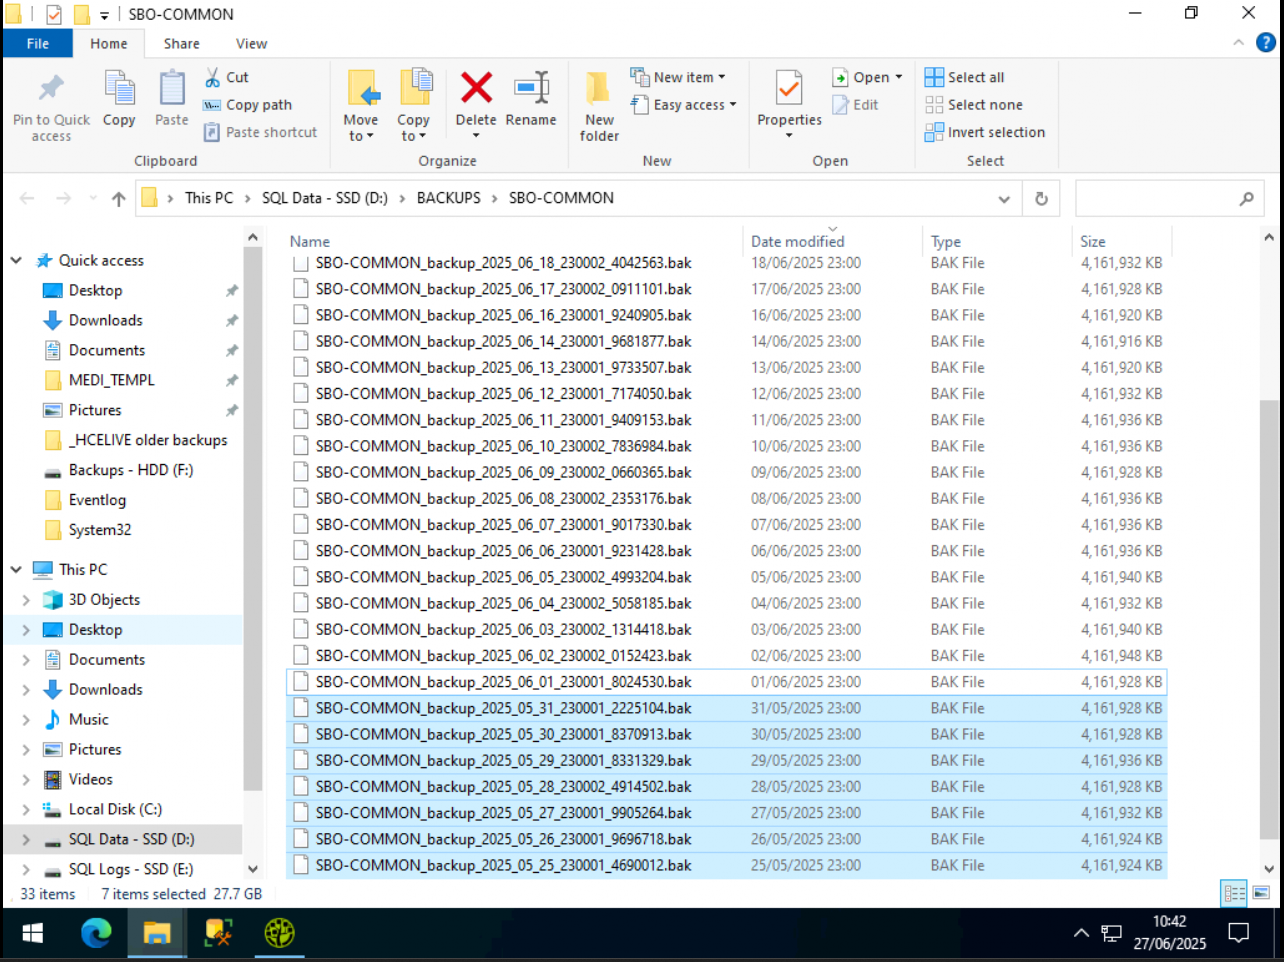 SBO-COMMON
File Home Share View
Pin to Quick access
Copy
Paste
Cut
Copy path
Paste shortcut
Clipboard
Move to
Copy to
Delete
Rename
Organize
New folder
New item
Easy access
New
Properties
Open
Edit
Open
Select all
Select none
Invert selection
Select
This PC > SQL Data - SSD (D:) > BACKUPS > SBO-COMMON
Quick access
Desktop
Downloads
Documents
MEDI_TEMPL
Pictures
_HCELIVE older backups
Backups - HDD (F:)
Eventlog
System32
This PC
3D Objects
Desktop
Documents
Downloads
Music
Pictures
Videos
Local Disk (C:)
SQL Data - SSD (D:)
SQL Logs - SSD (E:)
Name Date modified Type Size
SBO-COMMON_backup_2025_06_18_230002_4042563.bak 18/06/2025 23:00 BAK File 4,161,932 KB
SBO-COMMON_backup_2025_06_17_230002_0911101.bak 17/06/2025 23:00 BAK File 4,161,928 KB
SBO-COMMON_backup_2025_06_16_230001_9240905.bak 16/06/2025 23:00 BAK File 4,161,920 KB
SBO-COMMON_backup_2025_06_14_230001_9681877.bak 14/06/2025 23:00 BAK File 4,161,916 KB
SBO-COMMON_backup_2025_06_13_230001_9733507.bak 13/06/2025 23:00 BAK File 4,161,920 KB
SBO-COMMON_backup_2025_06_12_230001_7174050.bak 12/06/2025 23:00 BAK File 4,161,932 KB
SBO-COMMON_backup_2025_06_11_230001_9409153.bak 11/06/2025 23:00 BAK File 4,161,936 KB
SBO-COMMON_backup_2025_06_10_230002_7836984.bak 10/06/2025 23:00 BAK File 4,161,936 KB
SBO-COMMON_backup_2025_06_09_230002_0660365.bak 09/06/2025 23:00 BAK File 4,161,928 KB
SBO-COMMON_backup_2025_06_08_230002_2353176.bak 08/06/2025 23:00 BAK File 4,161,936 KB
SBO-COMMON_backup_2025_06_07_230001_9017330.bak 07/06/2025 23:00 BAK File 4,161,936 KB
SBO-COMMON_backup_2025_06_06_230001_9231428.bak 06/06/2025 23:00 BAK File 4,161,936 KB
SBO-COMMON_backup_2025_06_05_230002_4993204.bak 05/06/2025 23:00 BAK File 4,161,940 KB
SBO-COMMON_backup_2025_06_04_230002_5058185.bak 04/06/2025 23:00 BAK File 4,161,932 KB
SBO-COMMON_backup_2025_06_03_230002_1314418.bak 03/06/2025 23:00 BAK File 4,161,940 KB
SBO-COMMON_backup_2025_06_02_230002_0152423.bak 02/06/2025 23:00 BAK File 4,161,948 KB
SBO-COMMON_backup_2025_06_01_230001_8024530.bak 01/06/2025 23:00 BAK File 4,161,928 KB
SBO-COMMON_backup_2025_05_31_230001_2225104.bak 31/05/2025 23:00 BAK File 4,161,928 KB
SBO-COMMON_backup_2025_05_30_230001_8370913.bak 30/05/2025 23:00 BAK File 4,161,928 KB
SBO-COMMON_backup_2025_05_29_230001_8331329.bak 29/05/2025 23:00 BAK File 4,161,936 KB
SBO-COMMON_backup_2025_05_28_230002_4914502.bak 28/05/2025 23:00 BAK File 4,161,928 KB
SBO-COMMON_backup_2025_05_27_230001_9905264.bak 27/05/2025 23:00 BAK File 4,161,932 KB
SBO-COMMON_backup_2025_05_26_230001_9696718.bak 26/05/2025 23:00 BAK File 4,161,924 KB
SBO-COMMON_backup_2025_05_25_230001_4690012.bak 25/05/2025 23:00 BAK File 4,161,924 KB
33 items 7 items selected 27.7 GB
10:42
27/06/2025